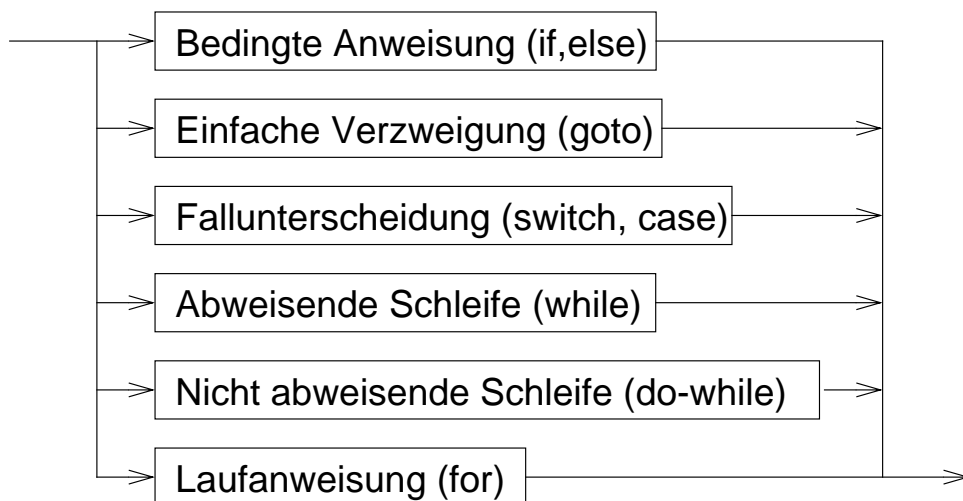 Bedingte Anweisung (if,else)
Einfache Verzweigung (goto)
Fallunterscheidung (switch, case)
Abweisende Schleife (while)
Nicht abweisende Schleife (do-while)
Laufanweisung (for)